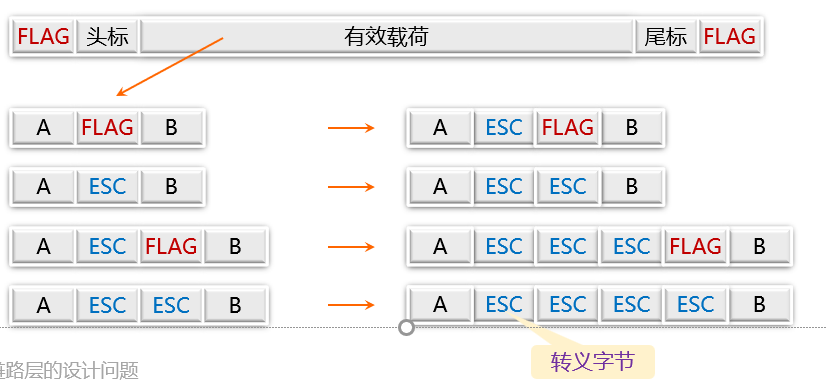 FLAG 头标 有效载荷 尾标 FLAG
A FLAG B A ESC FLAG B
A ESC B A ESC ESC B
A ESC FLAG B A ESC ESC ESC FLAG B
A ESC ESC B A ESC ESC ESC ESC B
转义字节
链路层的设计问题